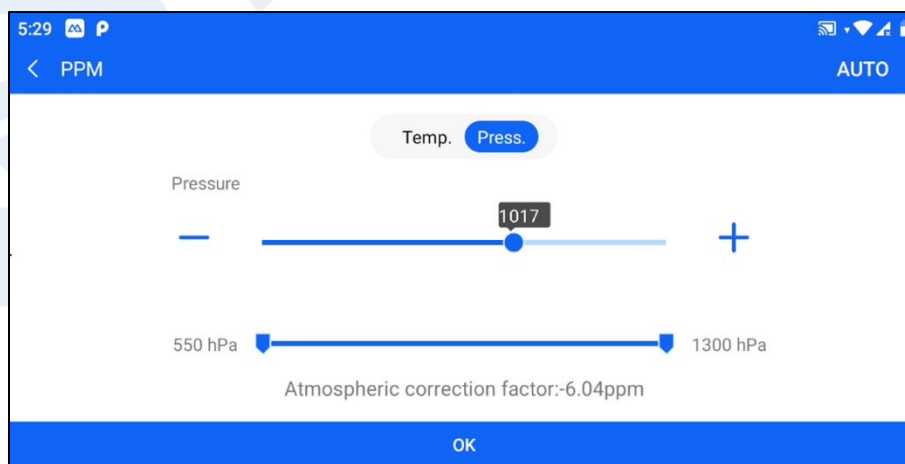 5:29
PPM AUTO
Temp. Press.
Pressure
1017
550 hPa 1300 hPa
Atmospheric correction factor:-6.04ppm
OK